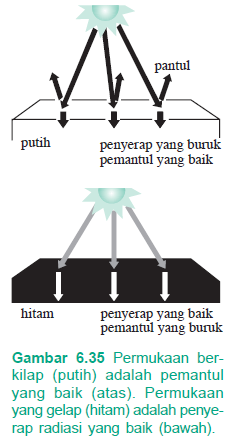 pantul
putih
penyerap yang buruk
pemantul yang baik
hitam
penyerap yang baik
pemantul yang buruk
Gambar 6.35 Permukaan ber-
kilap (putih) adalah pemantul
yang baik (atas). Permukaan
yang gelap (hitam) adalah penye-
rap radiasi yang baik (bawah).